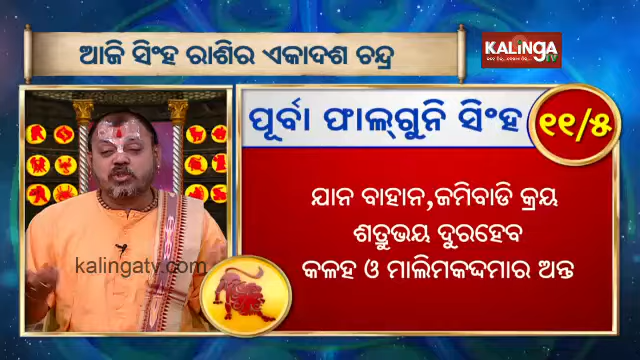 ଆଜି ସିଂହ ରାଶିର ଏକାଦଶ ଚନ୍ଦ୍ର
KALINGA TV
ପୂର୍ବା ଫାଲ୍‌ଗୁନି ସିଂହ
୧୧/୫
ଯାନ ବାହାନ,ଜମିବାଡି କ୍ରୟ
ଶତ୍ରୁଭୟ ଦୁରହେବ
କଳହ ଓ ମାଲିମକଦ୍ଦମାର ଅନ୍ତ
kalingatv.com